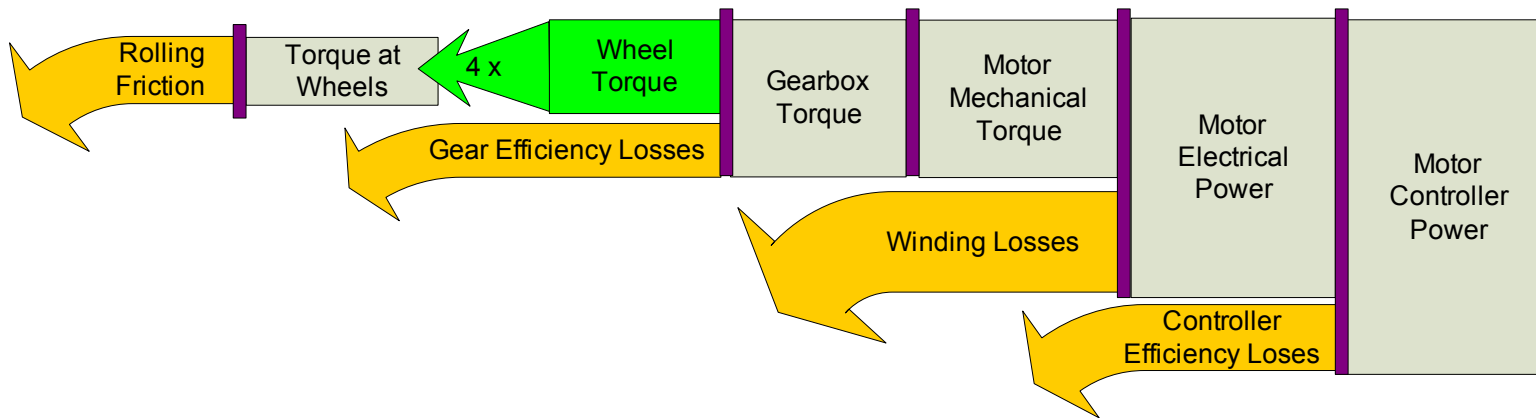 Rolling
Friction
Torque at
Wheels
4 x
Wheel
Torque
Gear Efficiency Losses
Gearbox
Torque
Motor
Mechanical
Torque
Winding Losses
Motor
Electrical
Power
Controller
Efficiency Loses
Motor
Controller
Power